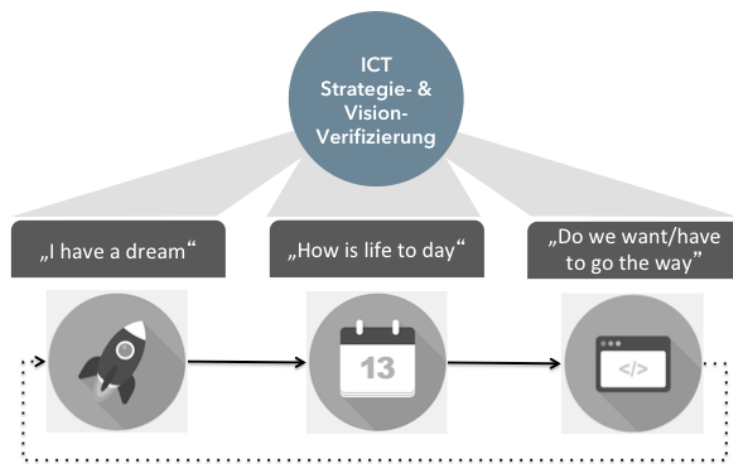 ICT
Strategie- &
Vision-
Verifizierung
„I have a dream“
„How is life to day“
„Do we want/have
to go the way”
13
</>